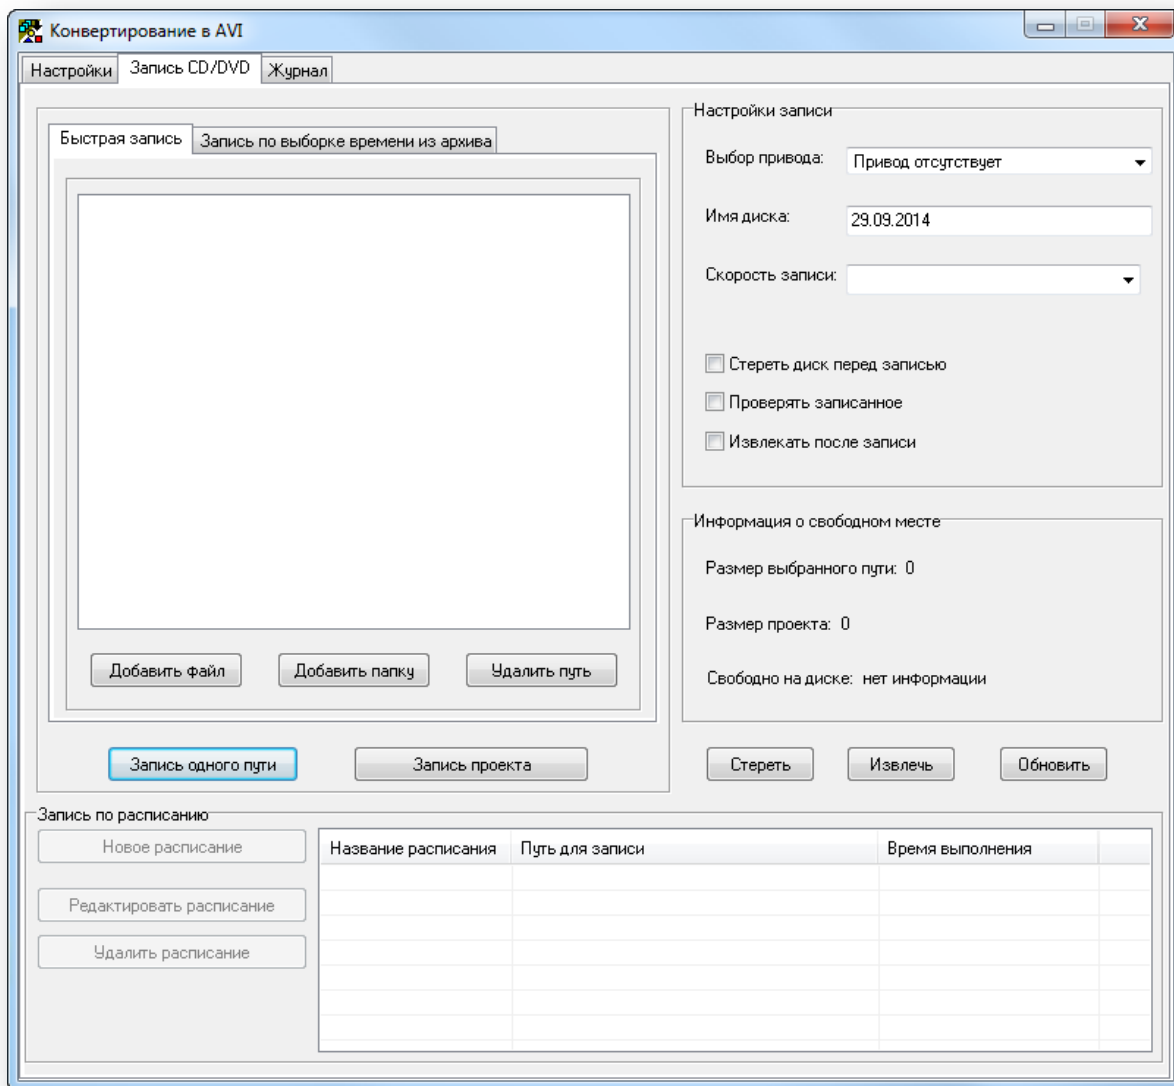 Конвертирование в AVI
Настройки Запись CD/DVD Журнал
Быстрая запись Запись по выборке времени из архива
Добавить файл Добавить папку Удалить путь
Запись одного пути Запись проекта
Настройки записи
Выбор привода: Привод отсутствует
Имя диска: 29.09.2014
Скорость записи:
Стереть диск перед записью
Проверять записанное
Извлекать после записи
Информация о свободном месте
Размер выбранного пути: 0
Размер проекта: 0
Свободно на диске: нет информации
Стереть Извлечь Обновить
Запись по расписанию
Новое расписание
Редактировать расписание
Удалить расписание
Название расписания Путь для записи Время выполнения